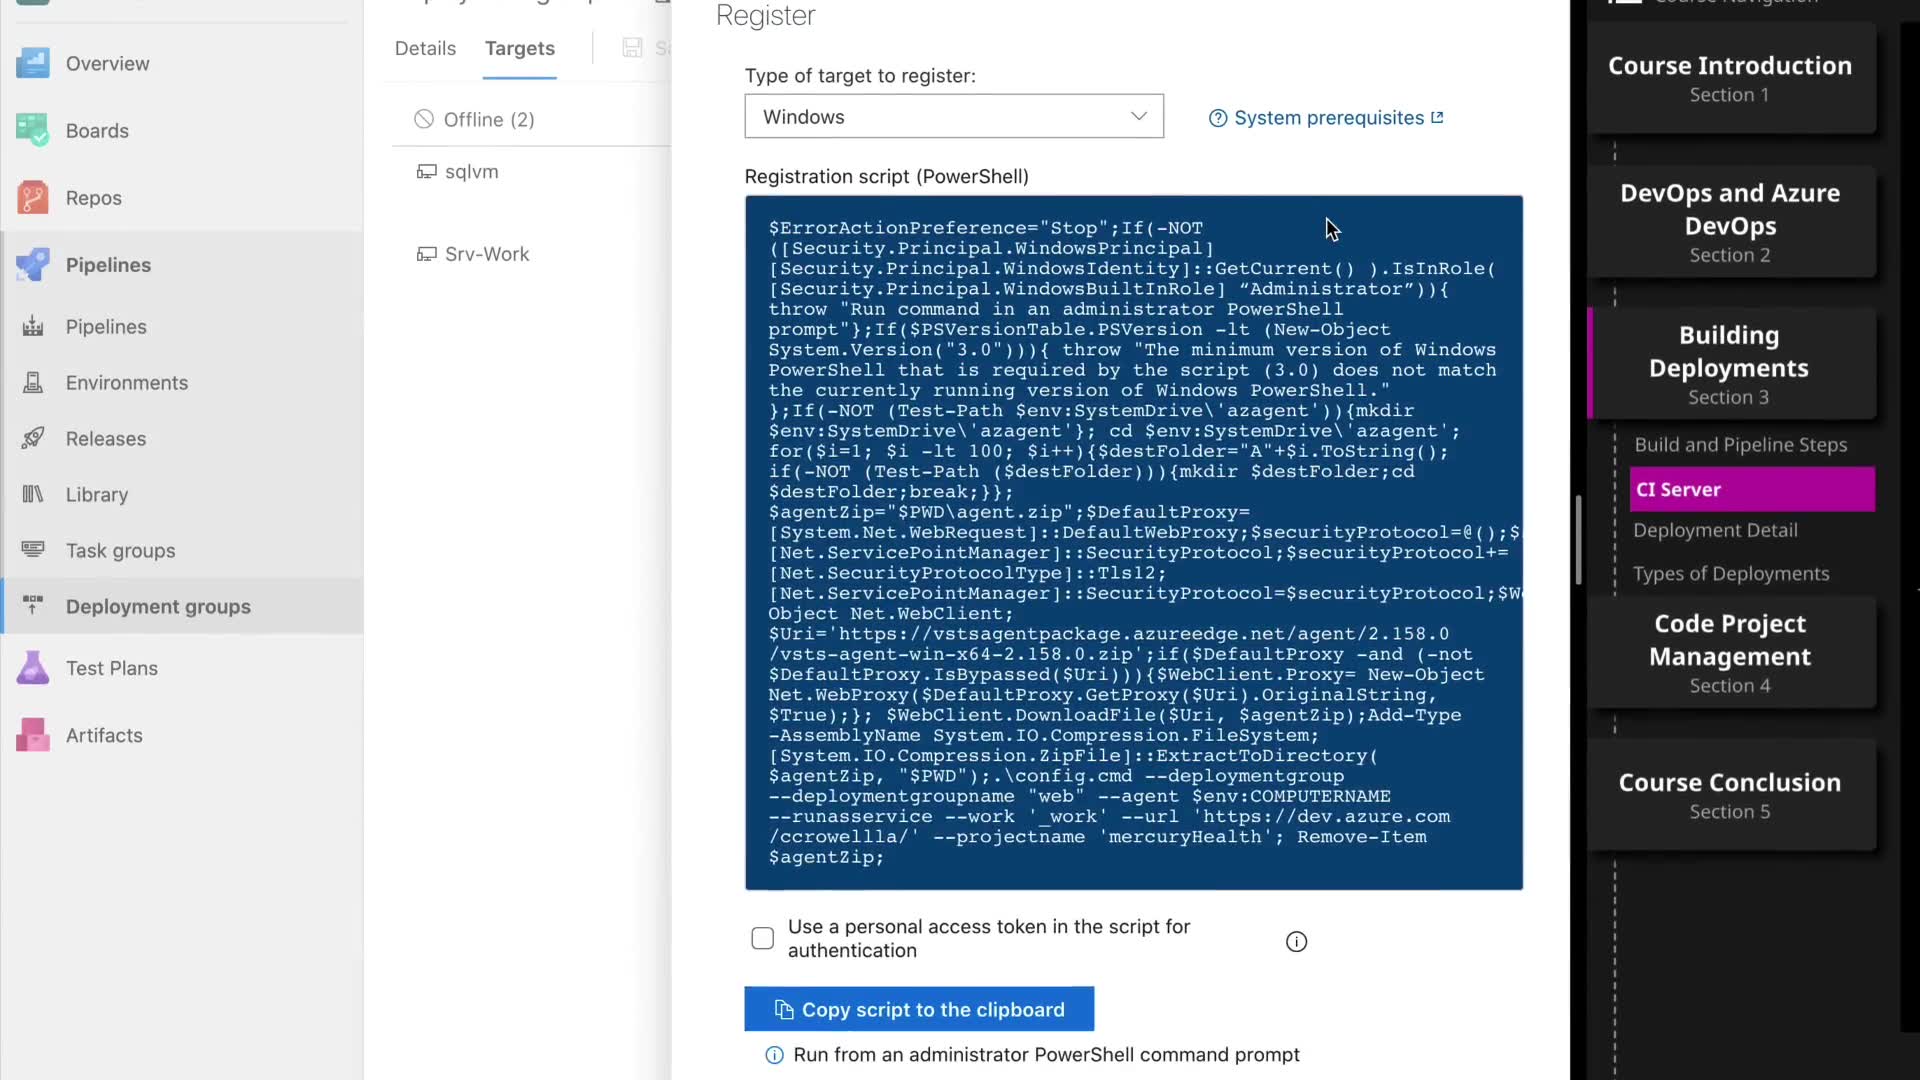 Overview
Boards
Repos
Pipelines
Pipelines
Environments
Releases
Library
Task groups
Deployment groups
Test Plans
Artifacts
Details
Targets
Offline (2)
sqlvm
Srv-Work
Register
Type of target to register:
Windows
System prerequisites
Registration script (PowerShell)
$ErrorActionPreference="Stop";If(-NOT
([Security.Principal.WindowsPrincipal]
[Security.Principal.WindowsIdentity]::GetCurrent() ).IsInRole(
[Security.Principal.WindowsBuiltInRole] “Administrator”)){
throw "Run command in an administrator PowerShell
prompt"};If($PSVersionTable.PSVersion -lt (New-Object
System.Version("3.0"))){ throw "The minimum version of Windows
PowerShell that is required by the script (3.0) does not match
the currently running version of Windows PowerShell."
};If(-NOT (Test-Path $env:SystemDrive\'azagent')){mkdir
$env:SystemDrive\'azagent'}; cd $env:SystemDrive\'azagent';
for($i=1; $i -lt 100; $i++){$destFolder="A"+$i.ToString();
if(-NOT (Test-Path ($destFolder))){mkdir $destFolder;cd
$destFolder;break;}};
$agentZip="$PWD\agent.zip";$DefaultProxy=
[System.Net.WebRequest]::DefaultWebProxy;$securityProtocol=@();$
[Net.ServicePointManager]::SecurityProtocol;$securityProtocol+=
[Net.SecurityProtocolType]::Tls12;
[Net.ServicePointManager]::SecurityProtocol=$securityProtocol;$W
Object Net.WebClient;
$Uri='https://vstsagentpackage.azureedge.net/agent/2.158.0
/vsts-agent-win-x64-2.158.0.zip';if($DefaultProxy -and (-not
$DefaultProxy.IsBypassed($Uri))){$WebClient.Proxy= New-Object
Net.WebProxy($DefaultProxy.GetProxy($Uri).OriginalString,
$True);}; $WebClient.DownloadFile($Uri, $agentZip);Add-Type
-AssemblyName System.IO.Compression.FileSystem;
[System.IO.Compression.ZipFile]::ExtractToDirectory(
$agentZip, "$PWD");.\config.cmd --deploymentgroup
--deploymentgroupname "web" --agent $env:COMPUTERNAME
--runasservice --work '_work' --url 'https://dev.azure.com
/ccrowellla/' --projectname 'mercuryHealth'; Remove-Item
$agentZip;
Use a personal access token in the script for
authentication
Copy script to the clipboard
Run from an administrator PowerShell command prompt
Course Navigation
Course Introduction
Section 1
DevOps and Azure
DevOps
Section 2
Building
Deployments
Section 3
Build and Pipeline Steps
CI Server
Deployment Detail
Types of Deployments
Code Project
Management
Section 4
Course Conclusion
Section 5